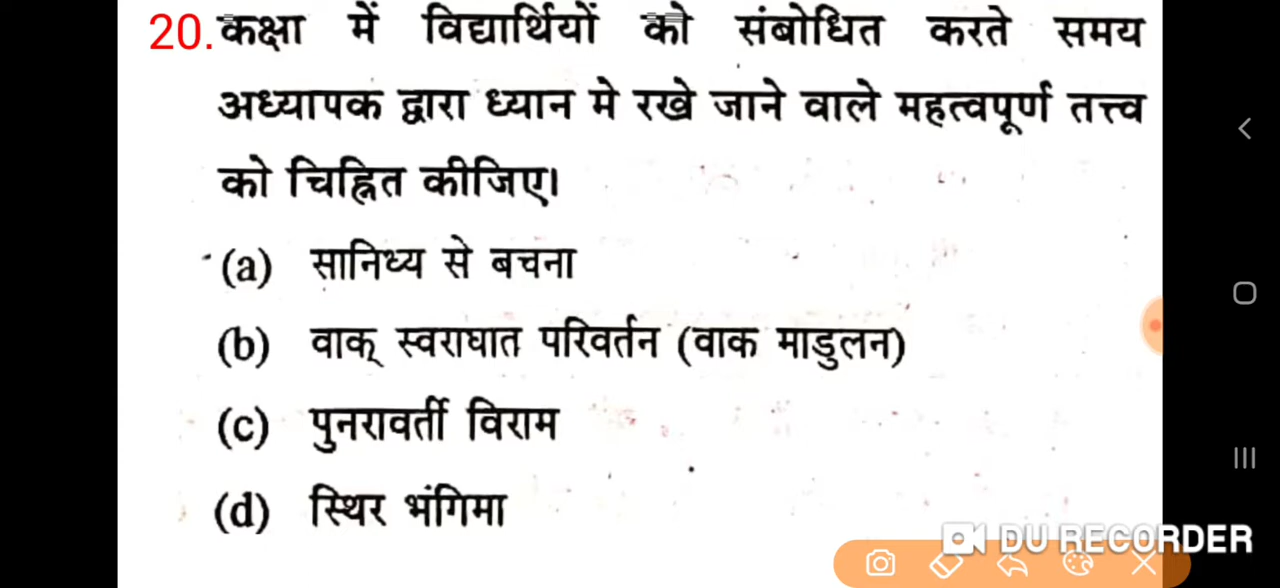 20. कक्षा में विद्यार्थियों को संबोधित करते समय
अध्यापक द्वारा ध्यान मे रखे जाने वाले महत्वपूर्ण तत्त्व
को चिह्नित कीजिए।
(a) सानिध्य से बचना
(b) वाक् स्वराघात परिवर्तन (वाक माडुलन)
(c) पुनरावर्ती विराम
(d) स्थिर भंगिमा
DU RECORDER